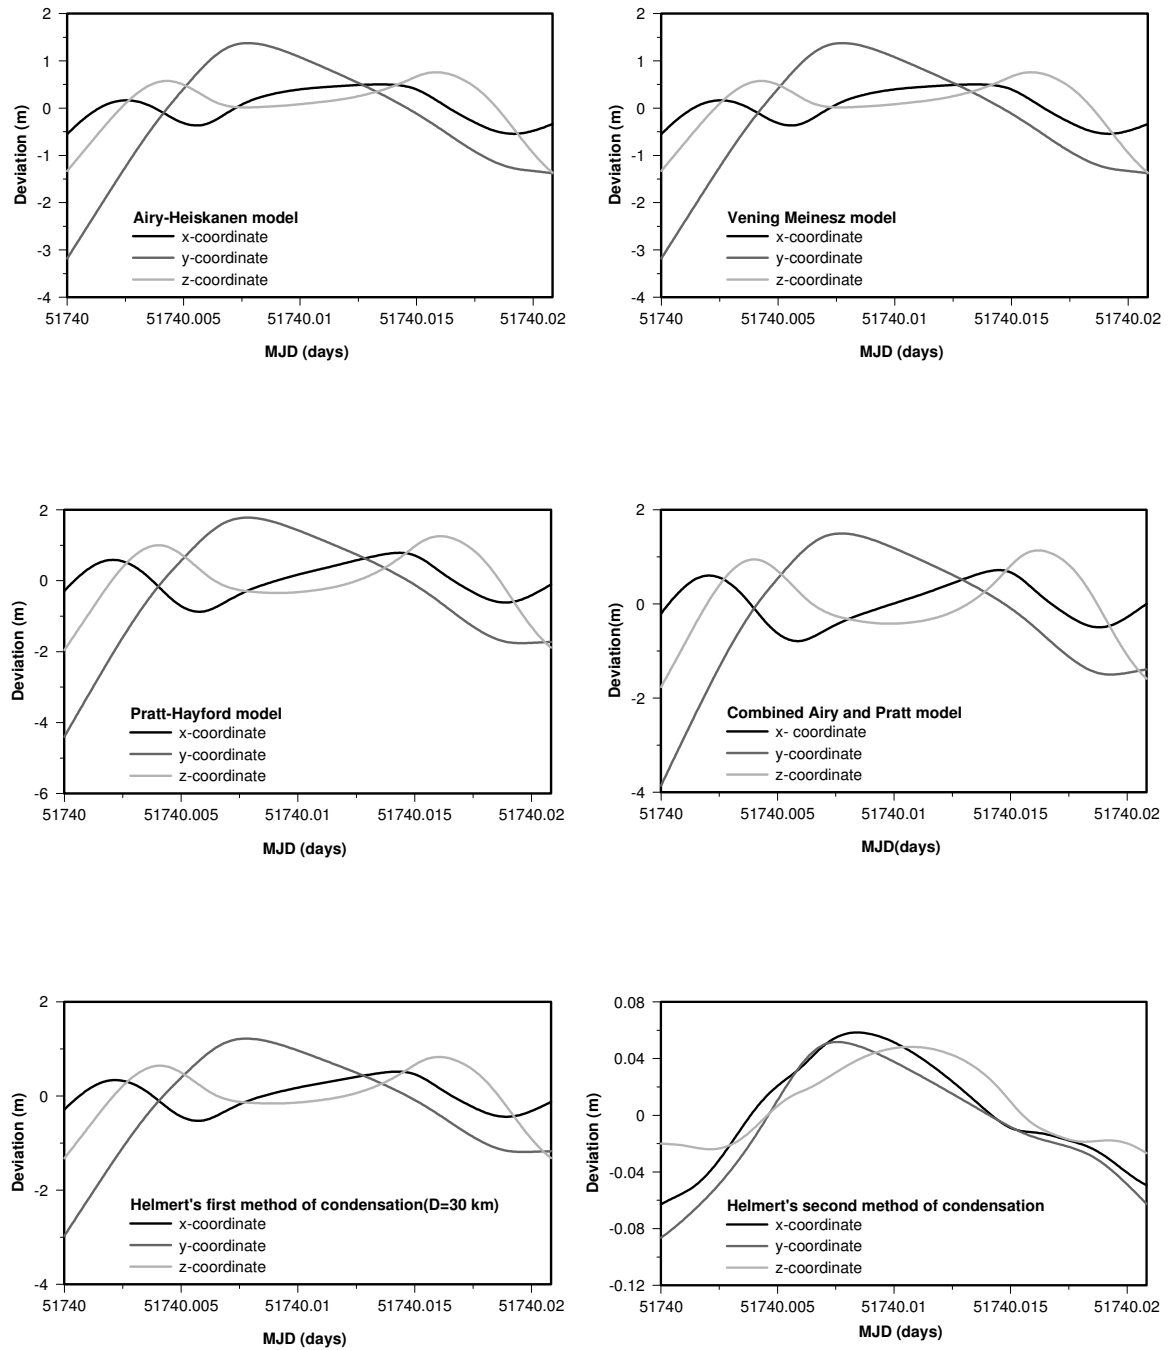 2
1
0
-1
-2
-3
-4
Deviation (m)
Airy-Heiskanen model
x-coordinate
y-coordinate
z-coordinate
51740 51740.005 51740.01 51740.015 51740.02
MJD (days)
2
1
0
-1
-2
-3
-4
Deviation (m)
Vening Meinesz model
x-coordinate
y-coordinate
z-coordinate
51740 51740.005 51740.01 51740.015 51740.02
MJD (days)
2
0
-2
-4
-6
Deviation (m)
Pratt-Hayford model
x-coordinate
y-coordinate
z-coordinate
51740 51740.005 51740.01 51740.015 51740.02
MJD (days)
2
0
-2
-4
Deviation(m)
Combined Airy and Pratt model
x- coordinate
y-coordinate
z-coordinate
51740 51740.005 51740.01 51740.015 51740.02
MJD(days)
2
0
-2
-4
Deviation (m)
Helmert's first method of condensation(D=30 km)
x-coordinate
y-coordinate
z-coordinate
51740 51740.005 51740.01 51740.015 51740.02
MJD (days)
0.08
0.04
0
-0.04
-0.08
-0.12
Deviation (m)
Helmert's second method of condensation
x-coordinate
y-coordinate
z-coordinate
51740 51740.005 51740.01 51740.015 51740.02
MJD (days)